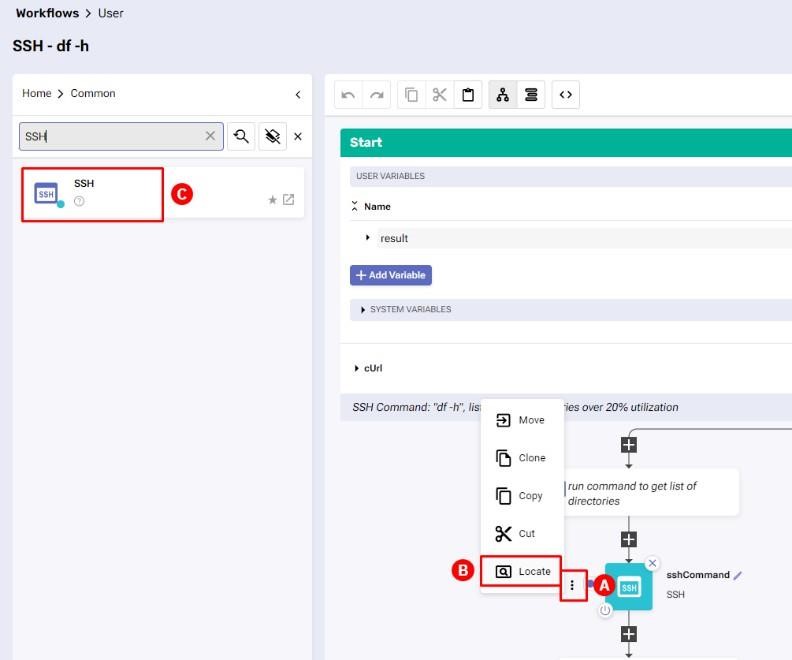 Workflows > User
SSH - df -h
Home > Common
SSH
SSH
SSH
C
Start
USER VARIABLES
Name
result
+ Add Variable
SYSTEM VARIABLES
cUrl
SSH Command: "df -h", lis ies over 20% utilization
Move
Clone
Copy
Cut
B
Locate
A
run command to get list of
directories
SSH
sshCommand
SSH